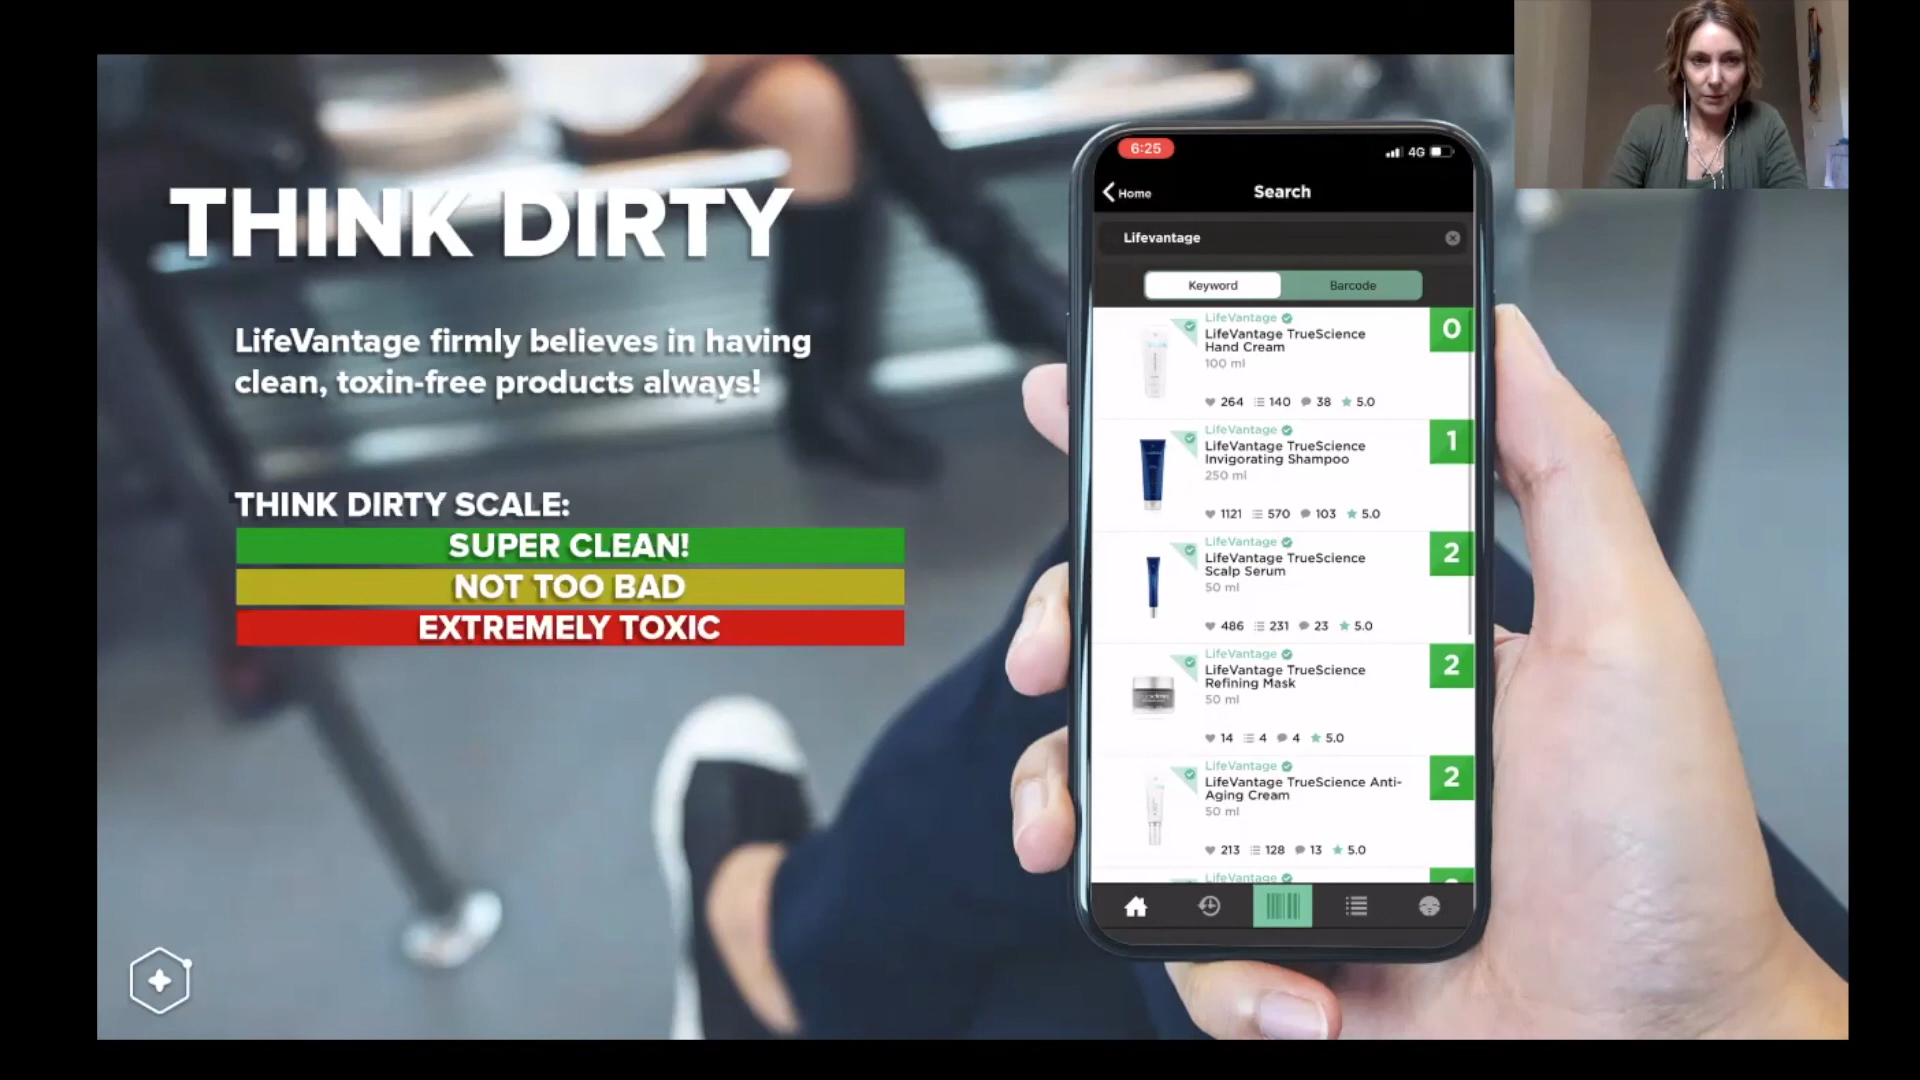 THINK DIRTY
LifeVantage firmly believes in having
clean, toxin-free products always!
THINK DIRTY SCALE:
SUPER CLEAN!
NOT TOO BAD
EXTREMELY TOXIC
6:25
4G
Home
Search
Lifevantage
Keyword
Barcode
LifeVantage
LifeVantage TrueScience
Hand Cream
100 ml
264 140 38 5.0
0
LifeVantage
LifeVantage TrueScience
Invigorating Shampoo
250 ml
1121 570 103 5.0
1
LifeVantage
LifeVantage TrueScience
Scalp Serum
50 ml
486 231 23 5.0
2
LifeVantage
LifeVantage TrueScience
Refining Mask
50 ml
14 4 4 5.0
2
LifeVantage
LifeVantage TrueScience Anti-
Aging Cream
50 ml
213 128 13 5.0
2
LifeVantage